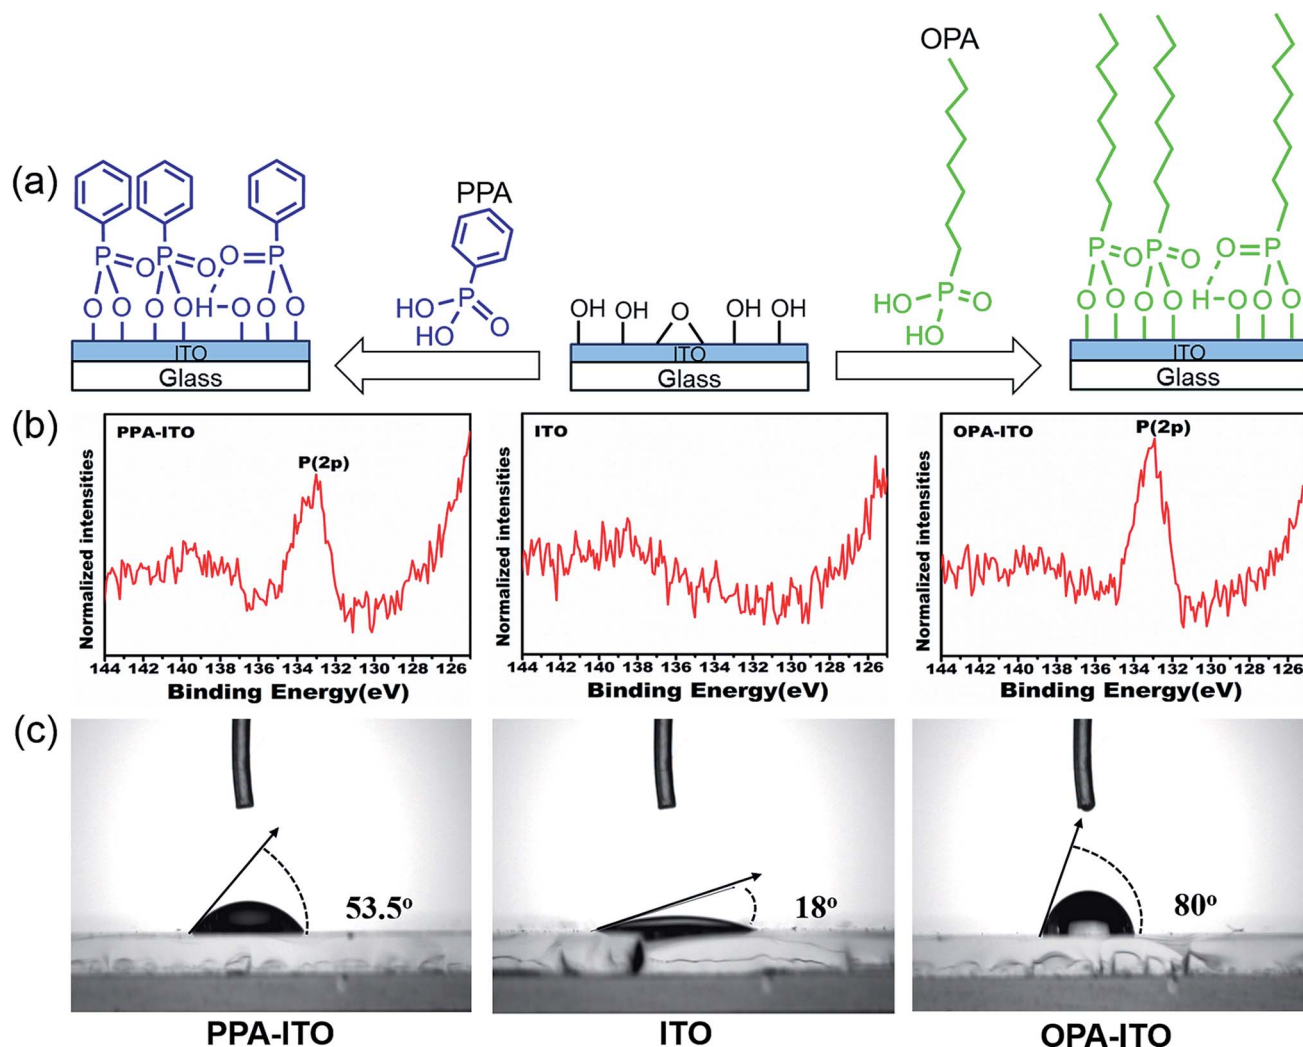 OPA
(a)
PPA
P=O P=O O=P
O O O OH-O O O
HO P
HO O
OH OH O OH OH
HO P=O
HO
P=O P=O O=P
O O O O H-O O O
ITO
Glass
ITO
Glass
ITO
Glass
(b)
PPA-ITO
P(2p)
Normalized intensities
144 142 140 138 136 134 132 130 128 126
Binding Energy(eV)
ITO
Normalized intensities
144 142 140 138 136 134 132 130 128 126
Binding Energy(eV)
OPA-ITO
P(2p)
Normalized intensities
144 142 140 138 136 134 132 130 128 126
Binding Energy(eV)
(c)
53.5°
18°
80°
PPA-ITO
ITO
OPA-ITO